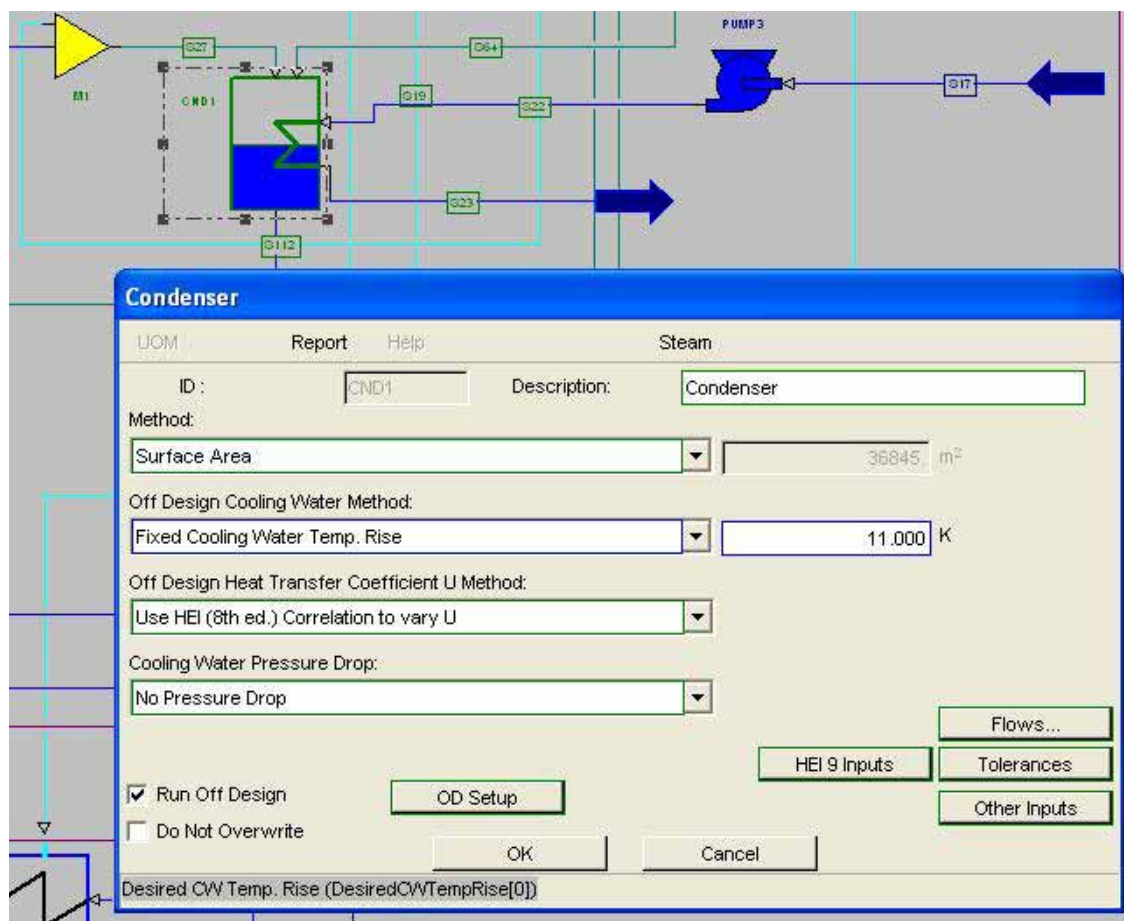 PUMP3
S27
S64
M1
CND1
S19
S22
S17
S23
S112
Condenser
UOM Report Help Steam
ID : CND1 Description: Condenser
Method:
Surface Area 36845. m²
Off Design Cooling Water Method:
Fixed Cooling Water Temp. Rise 11.000 K
Off Design Heat Transfer Coefficient U Method:
Use HEI (8th ed.) Correlation to vary U
Cooling Water Pressure Drop:
No Pressure Drop
Flows...
HEI 9 Inputs Tolerances
Run Off Design OD Setup Other Inputs
Do Not Overwrite
OK Cancel
Desired CW Temp. Rise (DesiredCWTempRise[0])